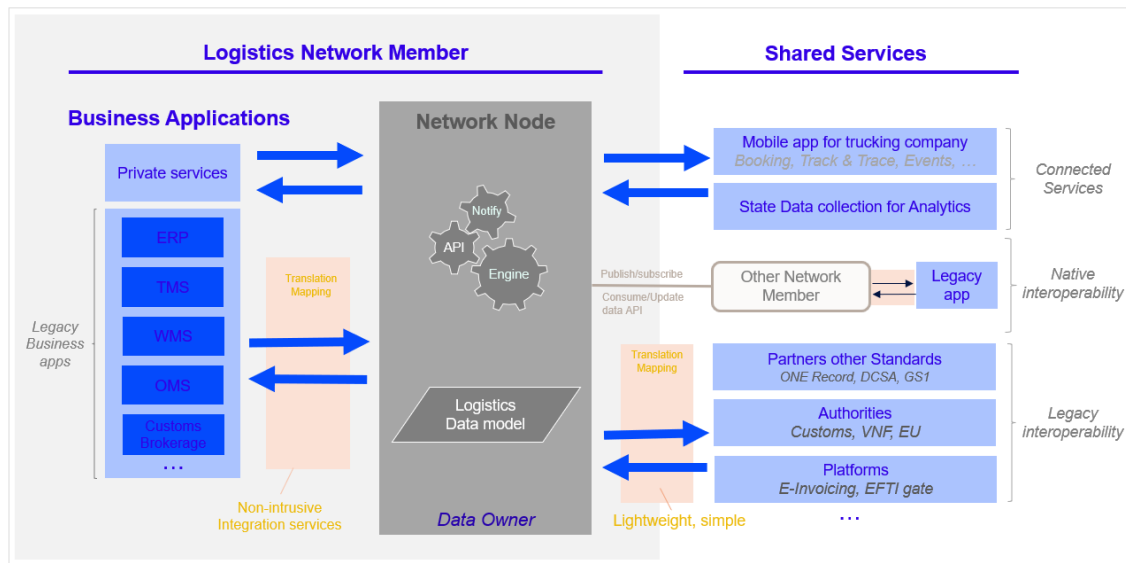 Logistics Network Member
Shared Services
Business Applications
Private services
Legacy
Business
apps
ERP
TMS
WMS
OMS
Customs
Brokerage
...
Translation
Mapping
Non-intrusive
Integration services
Network Node
Notify
API
Engine
Logistics
Data model
Data Owner
Mobile app for trucking company
Booking, Track & Trace, Events, ...
State Data collection for Analytics
Connected
Services
Publish/subscribe
Consume/Update
data API
Other Network
Member
Legacy
app
Native
interoperability
Translation
Mapping
Lightweight, simple
Partners other Standards
ONE Record, DCSA, GS1
Authorities
Customs, VNF, EU
Platforms
E-Invoicing, EFTI gate
...
Legacy
interoperability